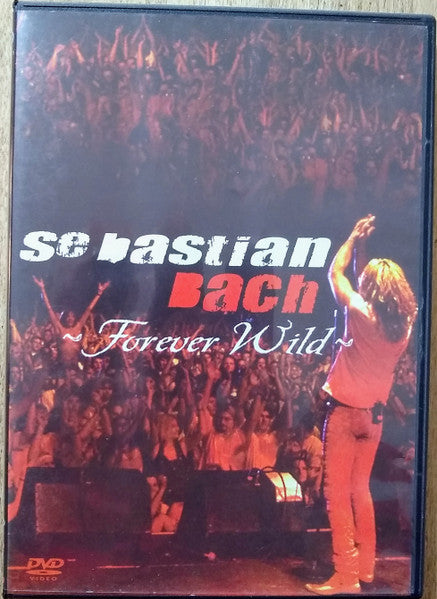 sebastian
Bach
~Forever Wild~
DVD
VIDEO